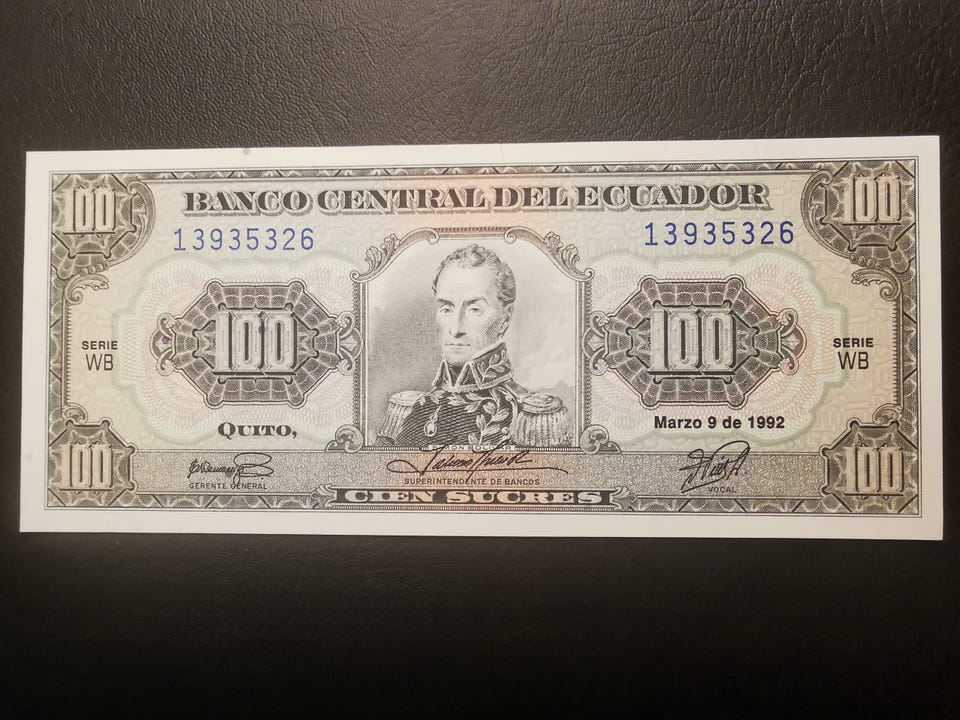 100 BANCO CENTRAL DEL ECUADOR 100
13935326 13935326
100 100
SERIE WB SERIE WB
QUITO, Marzo 9 de 1992
GERENTE GENERAL SUPERINTENDENTE DE BANCOS VOCAL
100 CIEN SUCRES 100